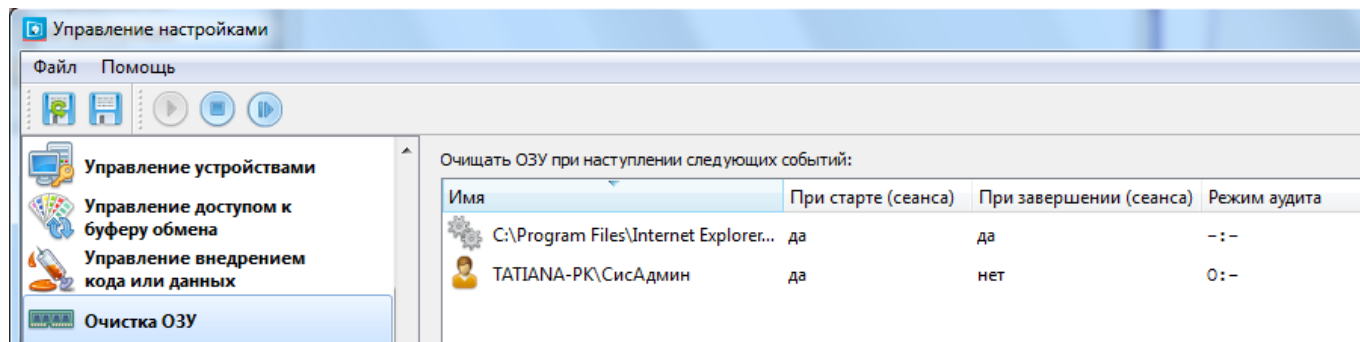 Управление настройками
Файл Помощь
Управление устройствами
Управление доступом к
буферу обмена
Управление внедрением
кода или данных
Очистка ОЗУ
Очищать ОЗУ при наступлении следующих событий:
Имя При старте (сеанса) При завершении (сеанса) Режим аудита
C:\Program Files\Internet Explorer... да да -:-
TATIANA-PK\СисАдмин да нет O:-